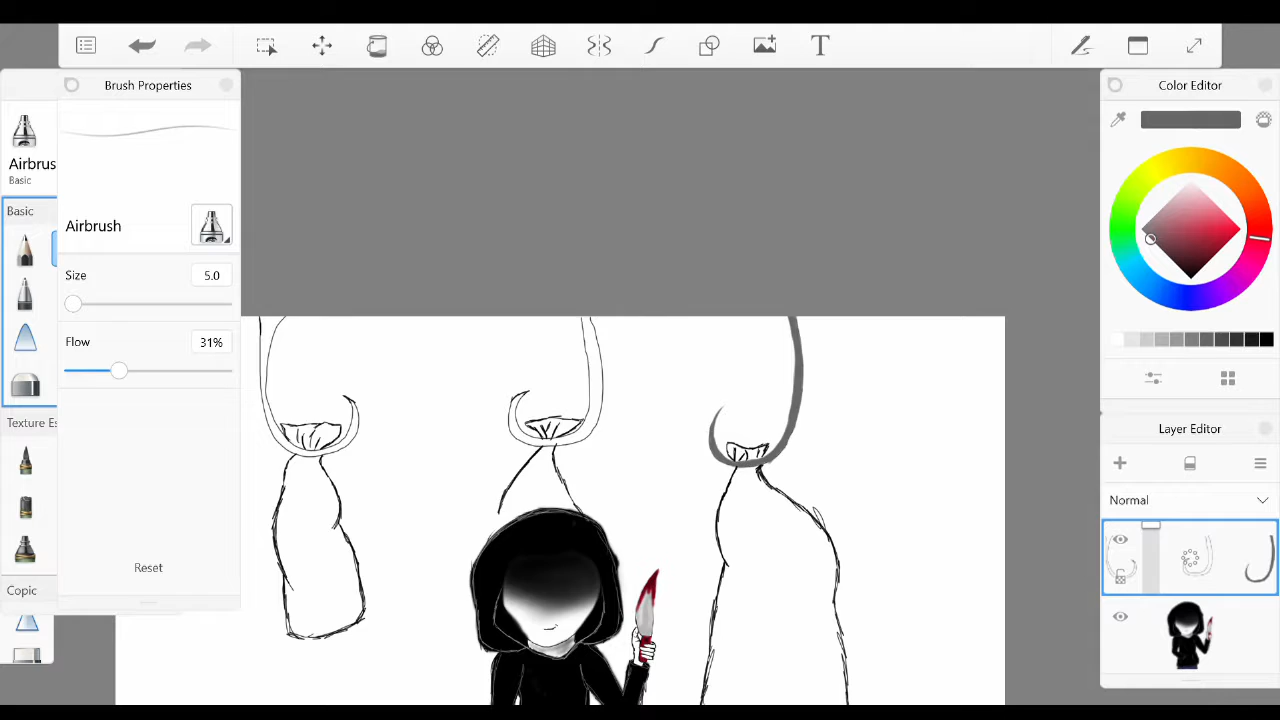 T
Brush Properties
Color Editor
Airbrus
Basic
Basic
Airbrush
Size
5.0
Flow
31%
Texture Es
Layer Editor
Normal
Reset
Copic